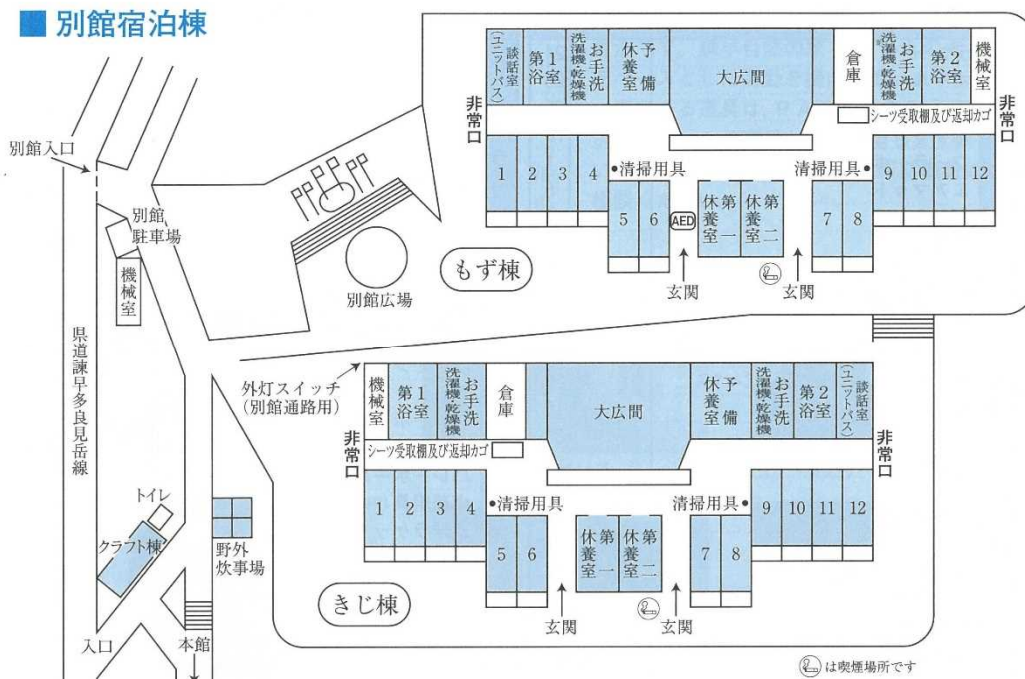 別館宿泊棟
談話室
(ユニットバス)
第1
浴室
お手洗
洗濯機・乾燥機
予備
休養室
大広間
倉庫
お手洗
洗濯機・乾燥機
第2
浴室
機械室
非常口
シーツ受取棚及び返却カゴ
非常口
別館入口
1
2
3
4
●清掃用具
清掃用具●
9
10
11
12
5
6
AED
第一
休養室
第二
休養室
7
8
別館
駐車場
機械室
別館広場
もず棟
玄関
玄関
県道諫早多良見岳線
外灯スイッチ
(別館通路用)
機械室
第1
浴室
お手洗
洗濯機・乾燥機
倉庫
大広間
予備
休養室
お手洗
洗濯機・乾燥機
第2
浴室
談話室
(ユニットバス)
非常口
シーツ受取棚及び返却カゴ
非常口
1
2
3
4
●清掃用具
清掃用具●
9
10
11
12
5
6
第一
休養室
第二
休養室
7
8
トイレ
クラフト棟
野外
炊事場
きじ棟
玄関
玄関
入口
本館
は喫煙場所です